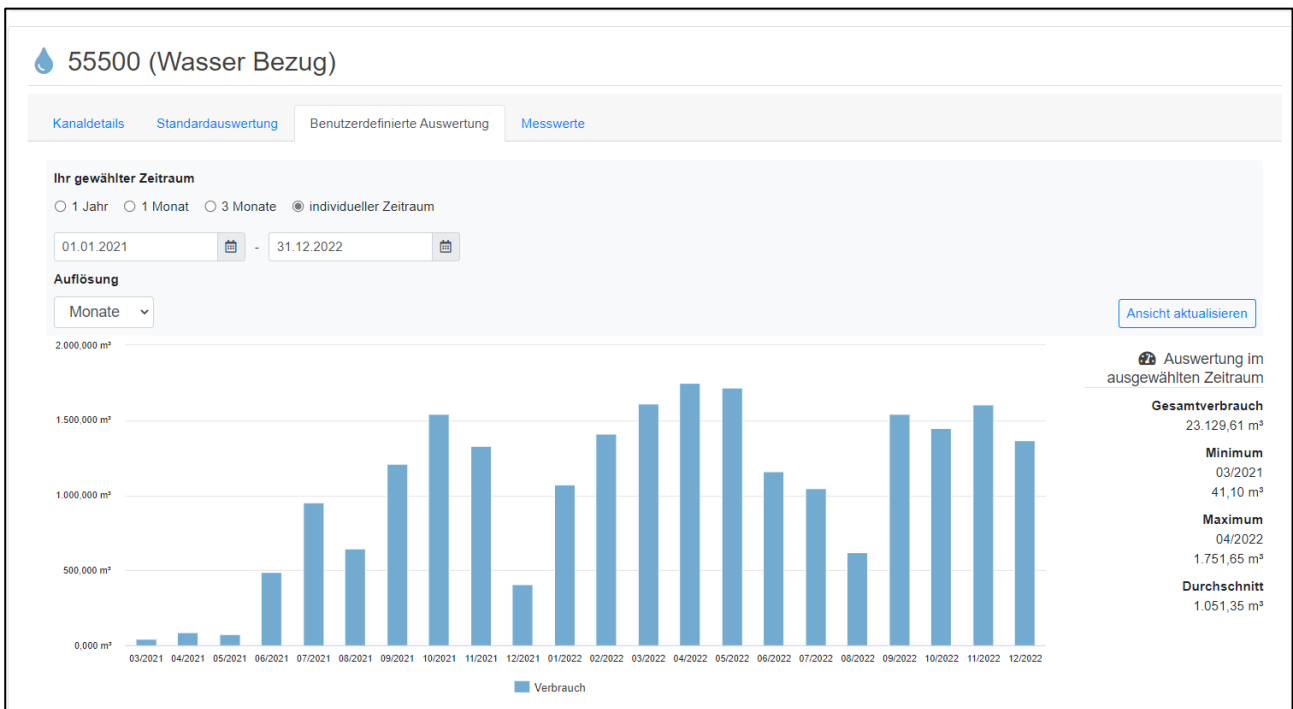 55500 (Wasser Bezug)
Kanaldetails Standardauswertung Benutzerdefinierte Auswertung Messwerte
Ihr gewählter Zeitraum
1 Jahr 1 Monat 3 Monate individueller Zeitraum
01.01.2021 - 31.12.2022
Auflösung
Monate
Ansicht aktualisieren
2.000,000 m³
1.500,000 m³
1.000,000 m³
500,000 m³
0,000 m³
03/2021 04/2021 05/2021 06/2021 07/2021 08/2021 09/2021 10/2021 11/2021 12/2021 01/2022 02/2022 03/2022 04/2022 05/2022 06/2022 07/2022 08/2022 09/2022 10/2022 11/2022 12/2022
Verbrauch
Auswertung im
ausgewählten Zeitraum
Gesamtverbrauch
23.129,61 m³
Minimum
03/2021
41,10 m³
Maximum
04/2022
1.751,65 m³
Durchschnitt
1.051,35 m³